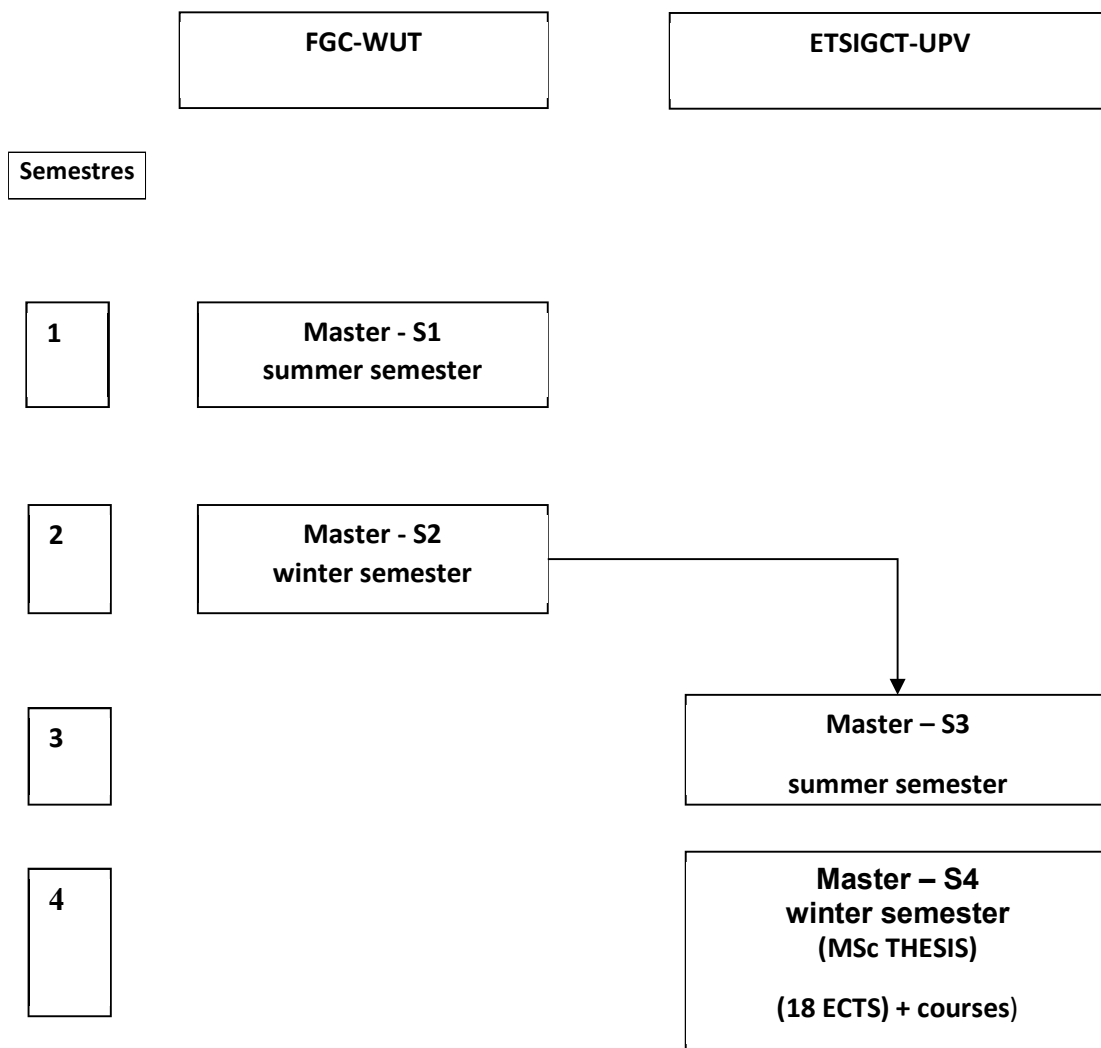 FGC-WUT
ETSIGCT-UPV
Semestres
1
Master - S1
summer semester
2
Master - S2
winter semester
3
Master – S3
summer semester
4
Master – S4
winter semester
(MSc THESIS)
(18 ECTS) + courses)